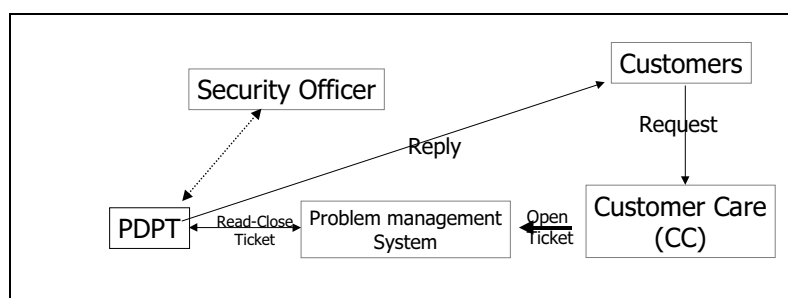 Customers
Security Officer
Request
Reply
Customer Care
(CC)
Problem management
System
Open
Ticket
PDPT
Read-Close
Ticket